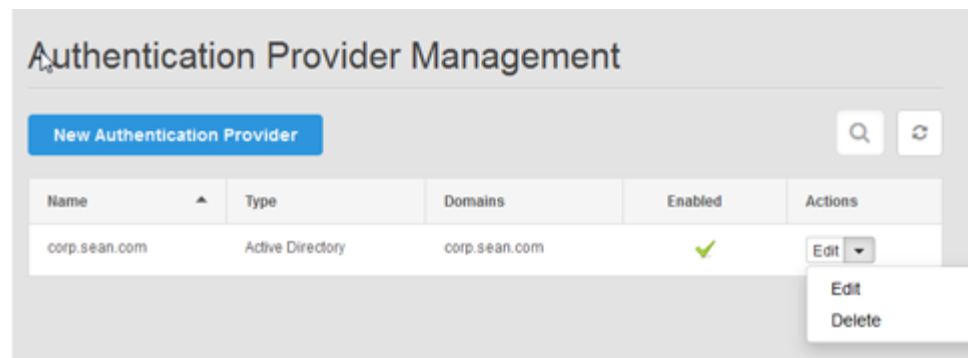 Authentication Provider Management
New Authentication Provider
Name Type Domains Enabled Actions
corp.sean.com Active Directory corp.sean.com Edit
Edit
Delete